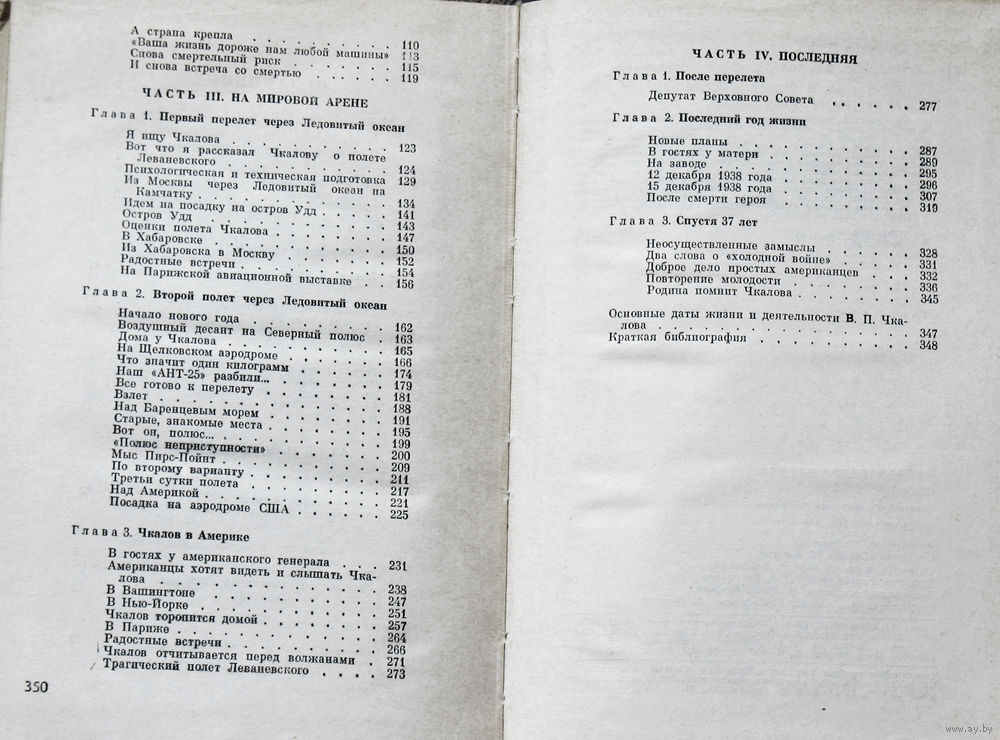 А страна крепла . . . . . . . . . 110
«Ваша жизнь дороже нам любой машины» 113
Снова смертельный риск . . . . . . . 115
И снова встреча со смертью . . . . . . 119
ЧАСТЬ III. НА МИРОВОЙ АРЕНЕ
Глава 1. Первый перелет через Ледовитый океан
Я ищу Чкалова . . . . . . . . . 123
Вот что я рассказал Чкалову о полете
Леваневского . . . . . . . . . 124
Психологическая и техническая подготовка 129
Из Москвы через Ледовитый океан на
Камчатку . . . . . . . . . . 134
Идем на посадку на остров Удд . . . . . 141
Остров Удд . . . . . . . . . . 143
Оценки полета Чкалова . . . . . . . 147
В Хабаровске . . . . . . . . . . 150
Из Хабаровска в Москву . . . . . . . 152
Радостные встречи . . . . . . . . . 154
На Парижской авиационной выставке . . . 156
Глава 2. Второй полет через Ледовитый океан
Начало нового года . . . . . . . . . 162
Воздушный десант на Северный полюс . 163
Дома у Чкалова . . . . . . . . . . 165
На Щелковском аэродроме . . . . . . . 166
Что значит один килограмм . . . . . . 174
Наш «АНТ-25» разбили... . . . . . . . 179
Все готово к перелету . . . . . . . . 181
Взлет . . . . . . . . . . . . . 188
Над Баренцевым морем . . . . . . . . 191
Старые, знакомые места . . . . . . . 195
Вот он, полюс... . . . . . . . . . . 199
«Полюс неприступности» . . . . . . . 200
Мыс Пирс-Пойнт . . . . . . . . . . 209
По второму варианту . . . . . . . . 211
Третьи сутки полета . . . . . . . . 217
Над Америкой . . . . . . . . . . 221
Посадка на аэродроме США . . . . . . 225
Глава 3. Чкалов в Америке
В гостях у американского генерала . . . 231
Американцы хотят видеть и слышать Чка-
лова . . . . . . . . . . . . . 238
В Вашингтоне . . . . . . . . . . 247
В Нью-Йорке . . . . . . . . . . 251
Чкалов торопится домой . . . . . . . 257
В Париже . . . . . . . . . . . . 264
Радостные встречи . . . . . . . . . 266
Чкалов отчитывается перед волжанами . 271
Трагический полет Леваневского . . . . 273
350
ЧАСТЬ IV. ПОСЛЕДНЯЯ
Глава 1. После перелета
Депутат Верховного Совета . . . . . . 277
Глава 2. Последний год жизни
Новые планы . . . . . . . . . . 287
В гостях у матери . . . . . . . . . 289
На заводе . . . . . . . . . . . 295
12 декабря 1938 года . . . . . . . . 296
15 декабря 1938 года . . . . . . . . 307
После смерти героя . . . . . . . . 319
Глава 3. Спустя 37 лет
Неосуществленные замыслы . . . . . . 328
Два слова о «холодной войне» . . . . . 331
Доброе дело простых американцев . . . 332
Повторение молодости . . . . . . . . 336
Родина помнит Чкалова . . . . . . . . 345
Основные даты жизни и деятельности В. П. Чка-
лова . . . . . . . . . . . . . . 347
Краткая библиография . . . . . . . . . 348
www.ay.by